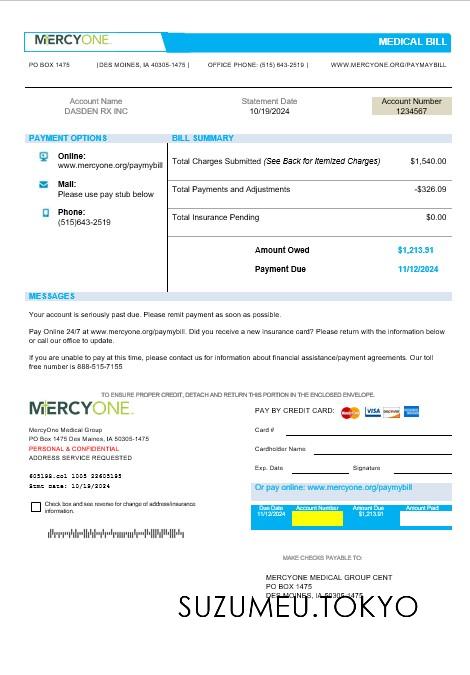 MERCYONE.
MEDICAL BILL
PO BOX 1475 |DES MOINES, IA 40305-1475 | OFFICE PHONE: (515) 643-2519 | WWW.MERCYONE.ORG/PAYMAYBILL
Account Name Statement Date Account Number
DASDEN RX INC 10/19/2024 1234567
PAYMENT OPTIONS
Online:
www.mercyone.org/paymybill
Mail:
Please use pay stub below
Phone:
(515)643-2519
BILL SUMMARY
Total Charges Submitted (See Back for Itemized Charges) $1,540.00
Total Payments and Adjustments -$326.09
Total Insurance Pending $0.00
Amount Owed $1,213.91
Payment Due 11/12/2024
MESSAGES
Your account is seriously past due. Please remit payment as soon as possible.
Pay Online 24/7 at www.mercyone.org/paymybill. Did you receive a new insurance card? Please return with the information below
or call our office to update.
If you are unable to pay at this time, please contact us for information about financial assistance/payment agreements. Our toll
free number is 888-515-7155
TO ENSURE PROPER CREDIT, DETACH AND RETURN THIS PORTION IN THE ENCLOSED ENVELOPE.
MERCYONE.
MercyOne Medical Group
PO Box 1475 Des Maines, IA 50305-1475
PERSONAL & CONFIDENTIAL
ADDRESS SERVICE REQUESTED
605198.col 1005 22605195
Stmt date: 10/19/2024
Check box and see reverse for change of address/insurance
information.
PAY BY CREDIT CARD: MasterCard VISA DISCOVER
Card #
Cardholder Name
Exp. Date Signature
Or pay online: www.mercyone.org/paymybill
Due Date Account Number Amount Due Amount Paid
11/12/2024 $1,213.91
MAKE CHECKS PAYABLE TO:
MERCYONE MEDICAL GROUP CENT
PO BOX 1475
DES MOINES, IA 50305-1475
SUZUMEU.TOKYO